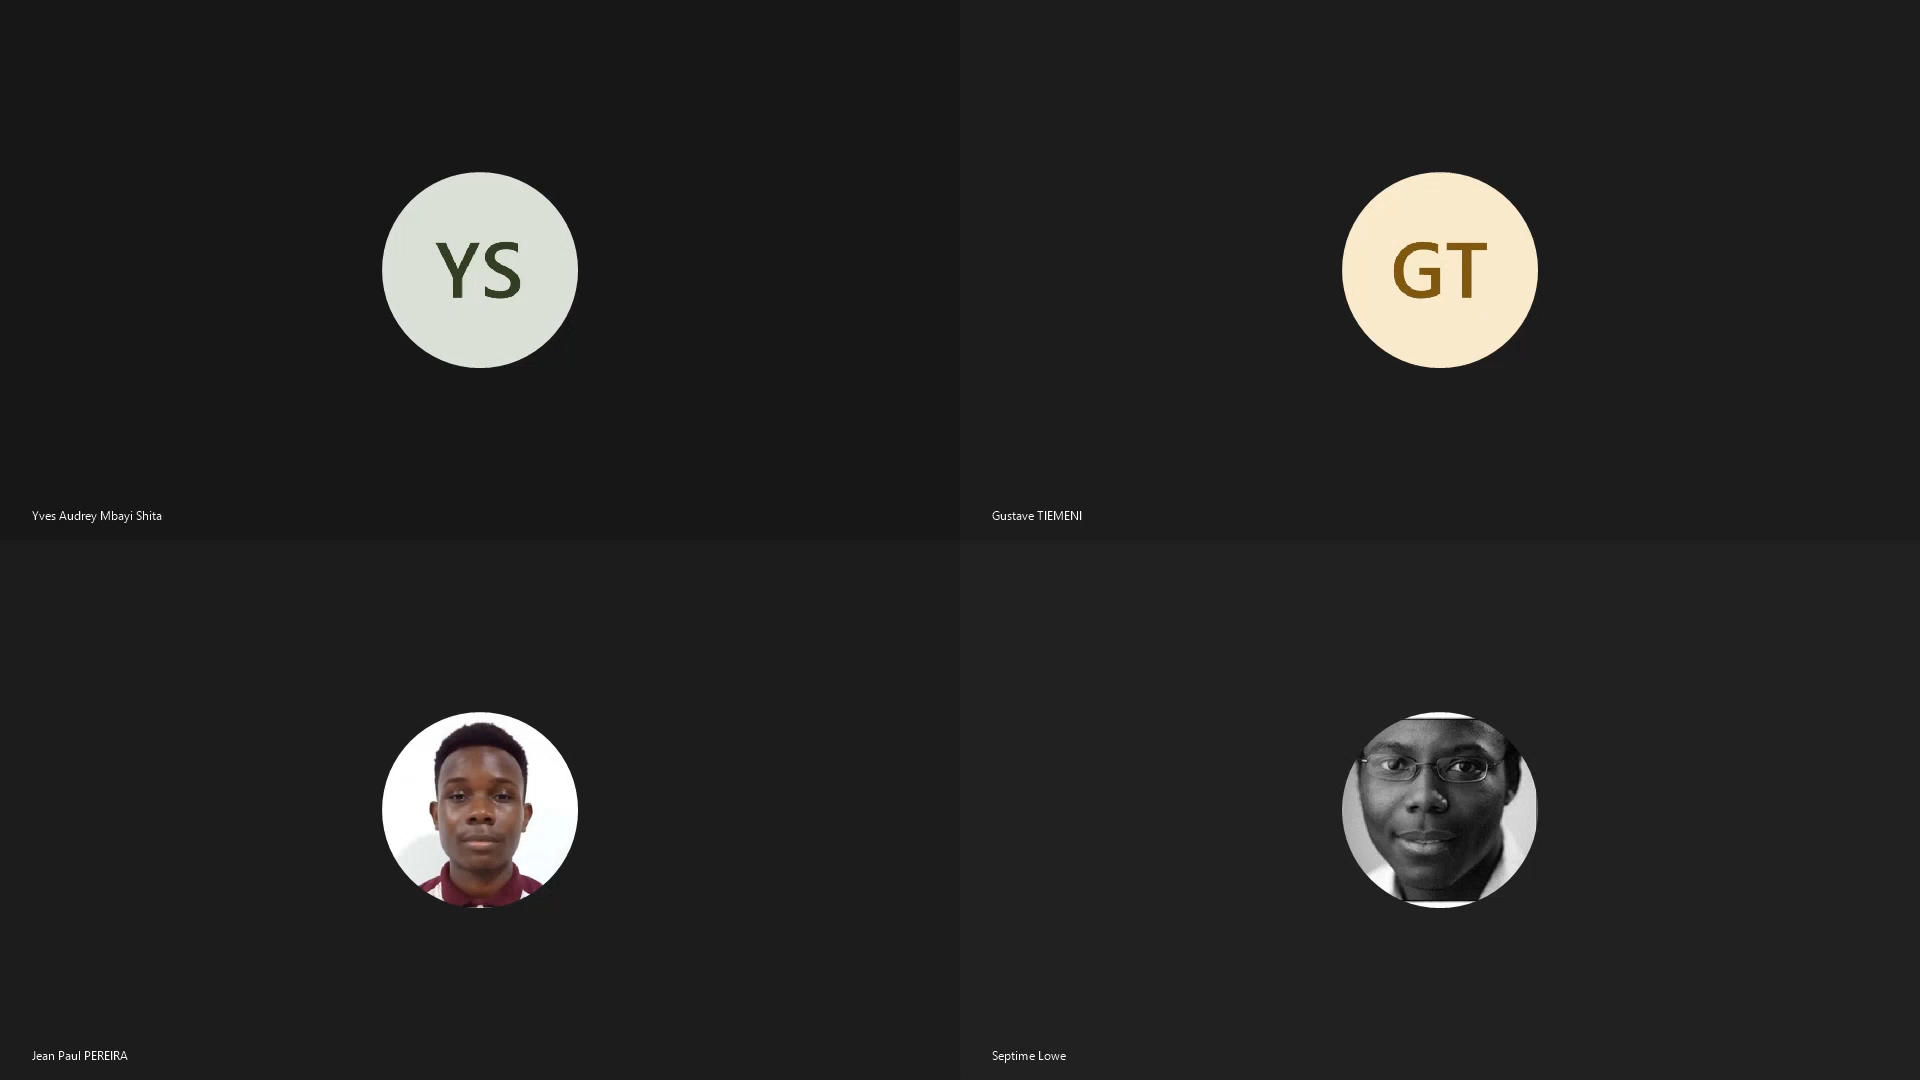 YS
GT
Yves Audrey Mbayi Shita
Gustave TIEMENI
Jean Paul PEREIRA
Septime Lowe